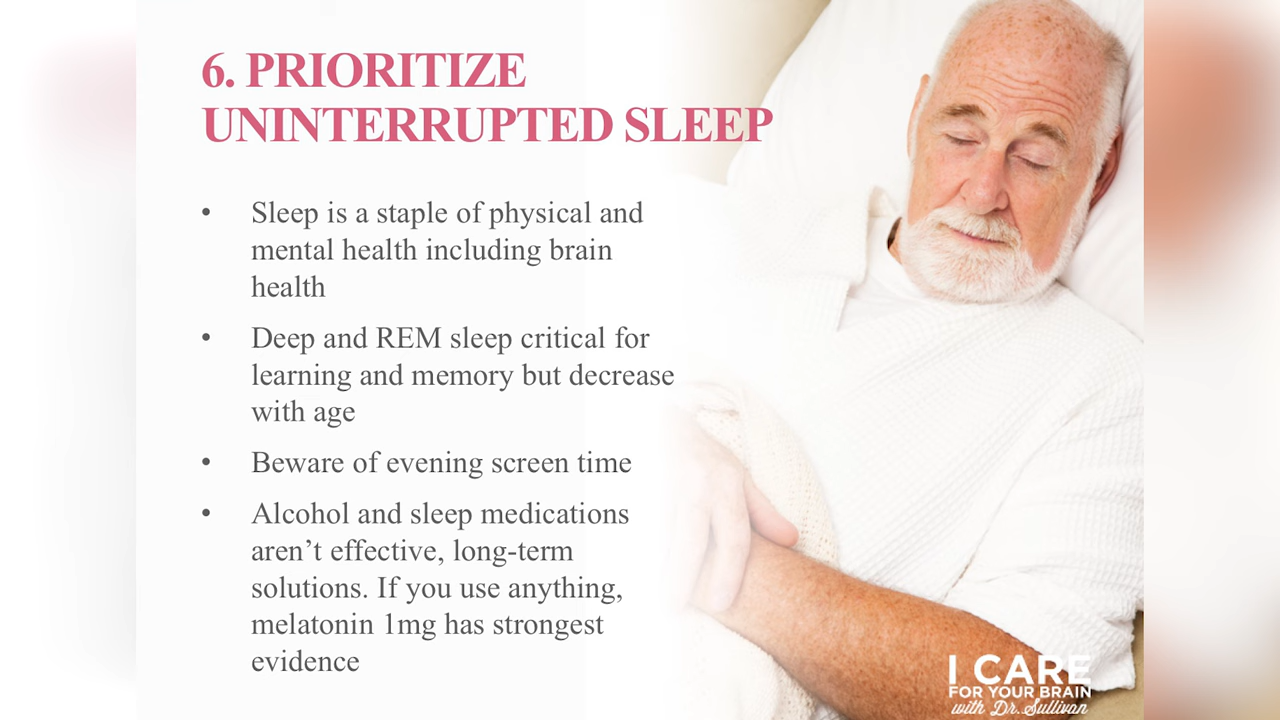 6. PRIORITIZE
UNINTERRUPTED SLEEP
• Sleep is a staple of physical and
mental health including brain
health
• Deep and REM sleep critical for
learning and memory but decrease
with age
• Beware of evening screen time
• Alcohol and sleep medications
aren’t effective, long-term
solutions. If you use anything,
melatonin 1mg has strongest
evidence
I CARE
FOR YOUR BRAIN
with Dr. Sullivan